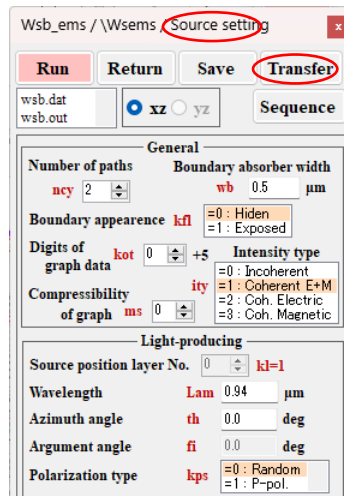 Wsb_ems / \Wsems / Source setting x
Run Return Save Transfer
wsb.dat
wsb.out
xz yz Sequence
General
Number of paths Boundary absorber width
ncy 2 wb 0.5 μm
Boundary appearence kfl =0 : Hiden
=1 : Exposed
Digits of
graph data kot 0 +5 Intensity type
ity =0 : Incoherent
=1 : Coherent E+M
=2 : Coh. Electric
=3 : Coh. Magnetic
Compressibility
of graph ms 0
Light-producing
Source position layer No. 0 kl=1
Wavelength Lam 0.94 μm
Azimuth angle th 0.0 deg
Argument angle fi 0.0 deg
Polarization type kps =0 : Random
=1 : P-pol.